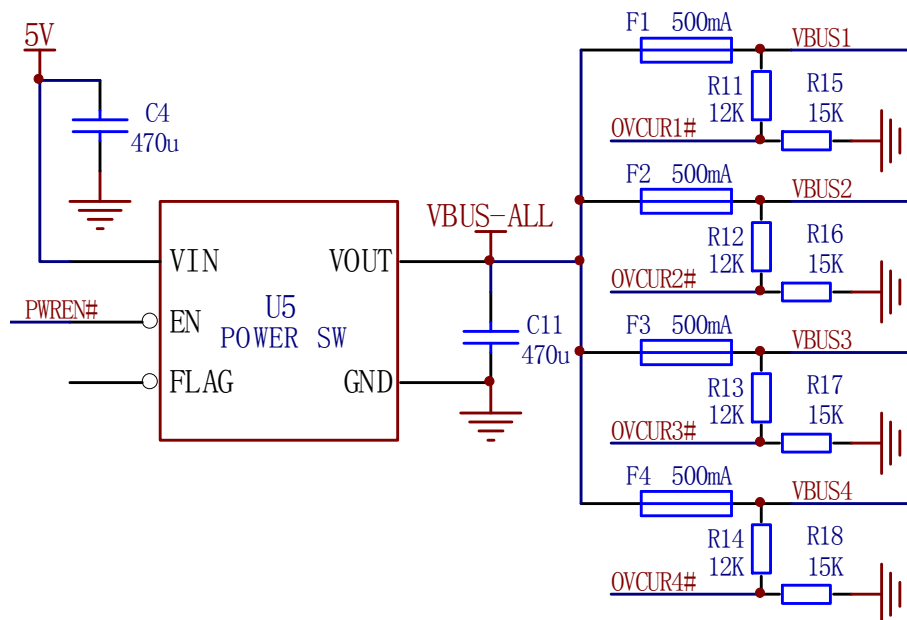 5V
C4
470u
VIN
VOUT
PWREN#
EN
U5
POWER SW
FLAG
GND
VBUS-ALL
C11
470u
F1 500mA
VBUS1
R11
12K
R15
15K
OVCUR1#
F2 500mA
VBUS2
R12
12K
R16
15K
OVCUR2#
F3 500mA
VBUS3
R13
12K
R17
15K
OVCUR3#
F4 500mA
VBUS4
R14
12K
R18
15K
OVCUR4#